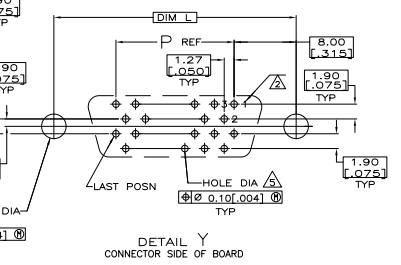 DIM L
.075]
TYP
P REF
8.00
[.315]
1.27
[.050]
TYP
2
1.90
[.075]
TYP
90
.075]
TYP
3
2
1.90
[.075]
TYP
LAST POSN
HOLE DIA 5
⌖ Ø 0.10[.004] Ⓜ
TYP
DIA
] Ⓜ
DETAIL Y
CONNECTOR SIDE OF BOARD